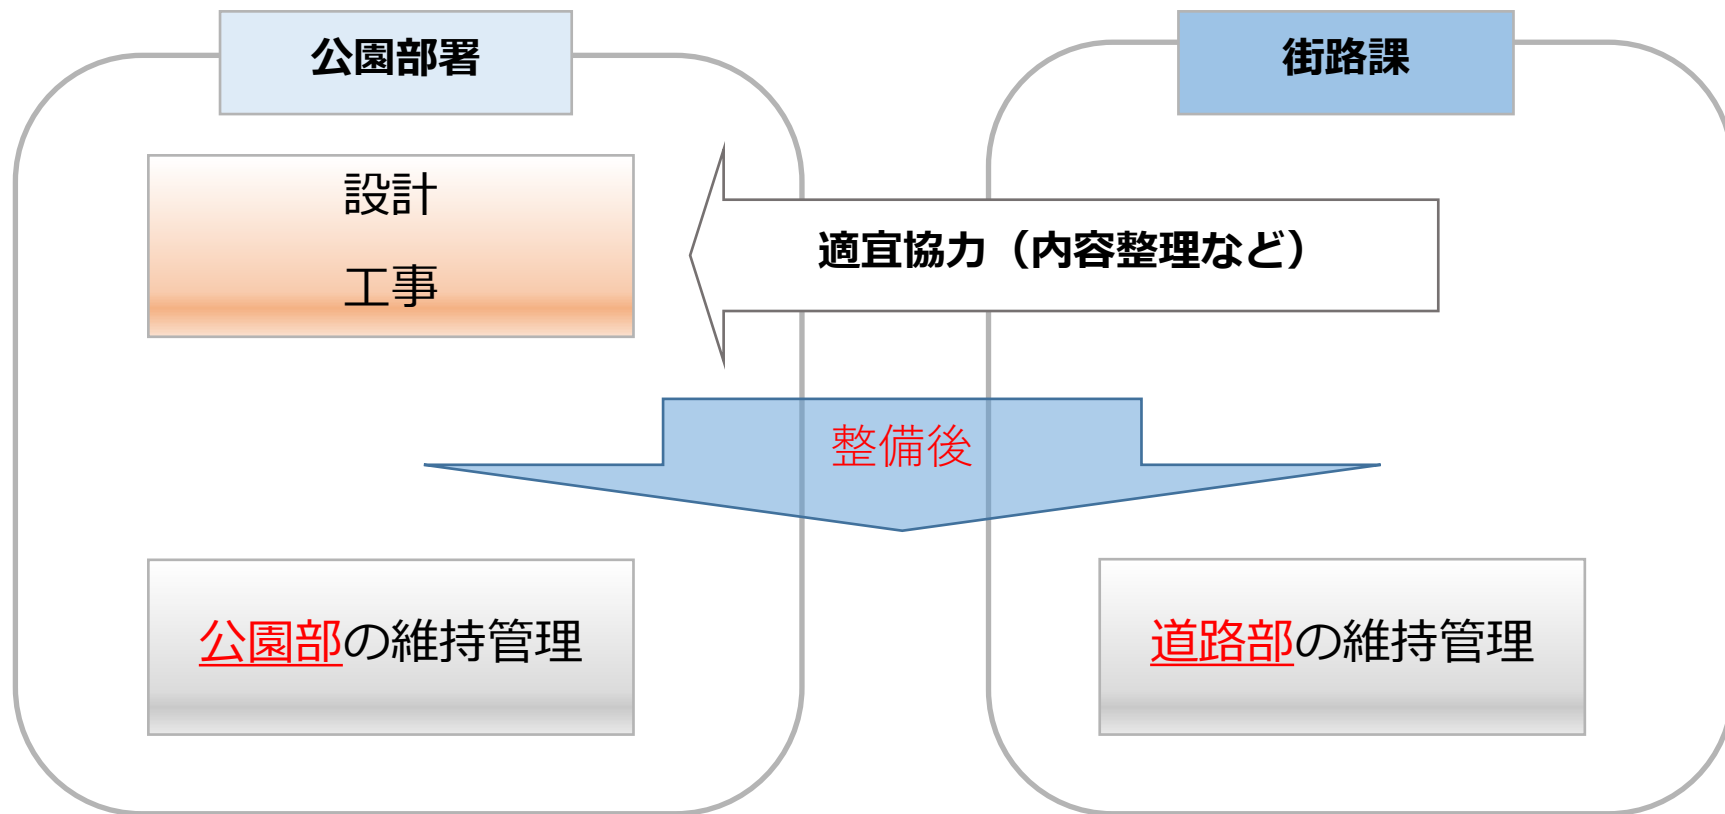 公園部署
街路課
設計
工事
適宜協力（内容整理など）
整備後
公園部の維持管理
道路部の維持管理